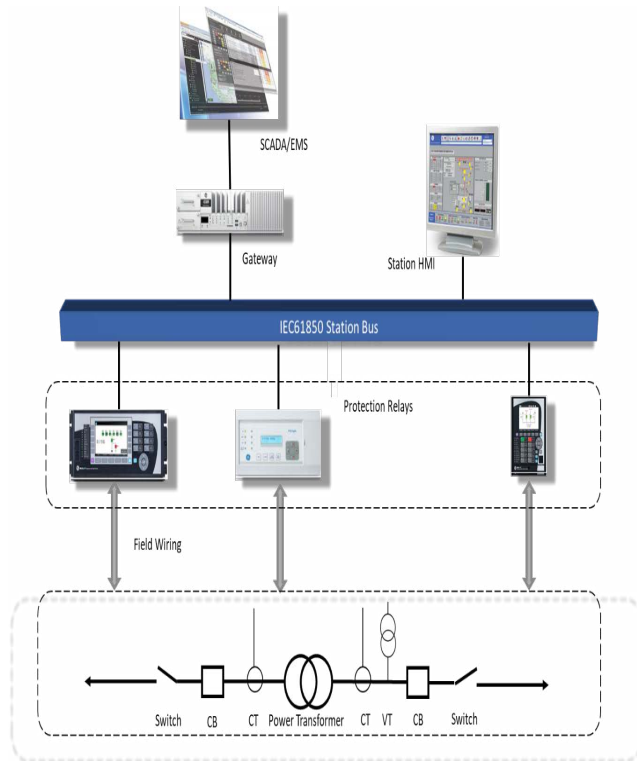 SCADA/EMS
Gateway
Station HMI
IEC61850 Station Bus
Protection Relays
Field Wiring
Switch CB CT Power Transformer CT VT CB Switch